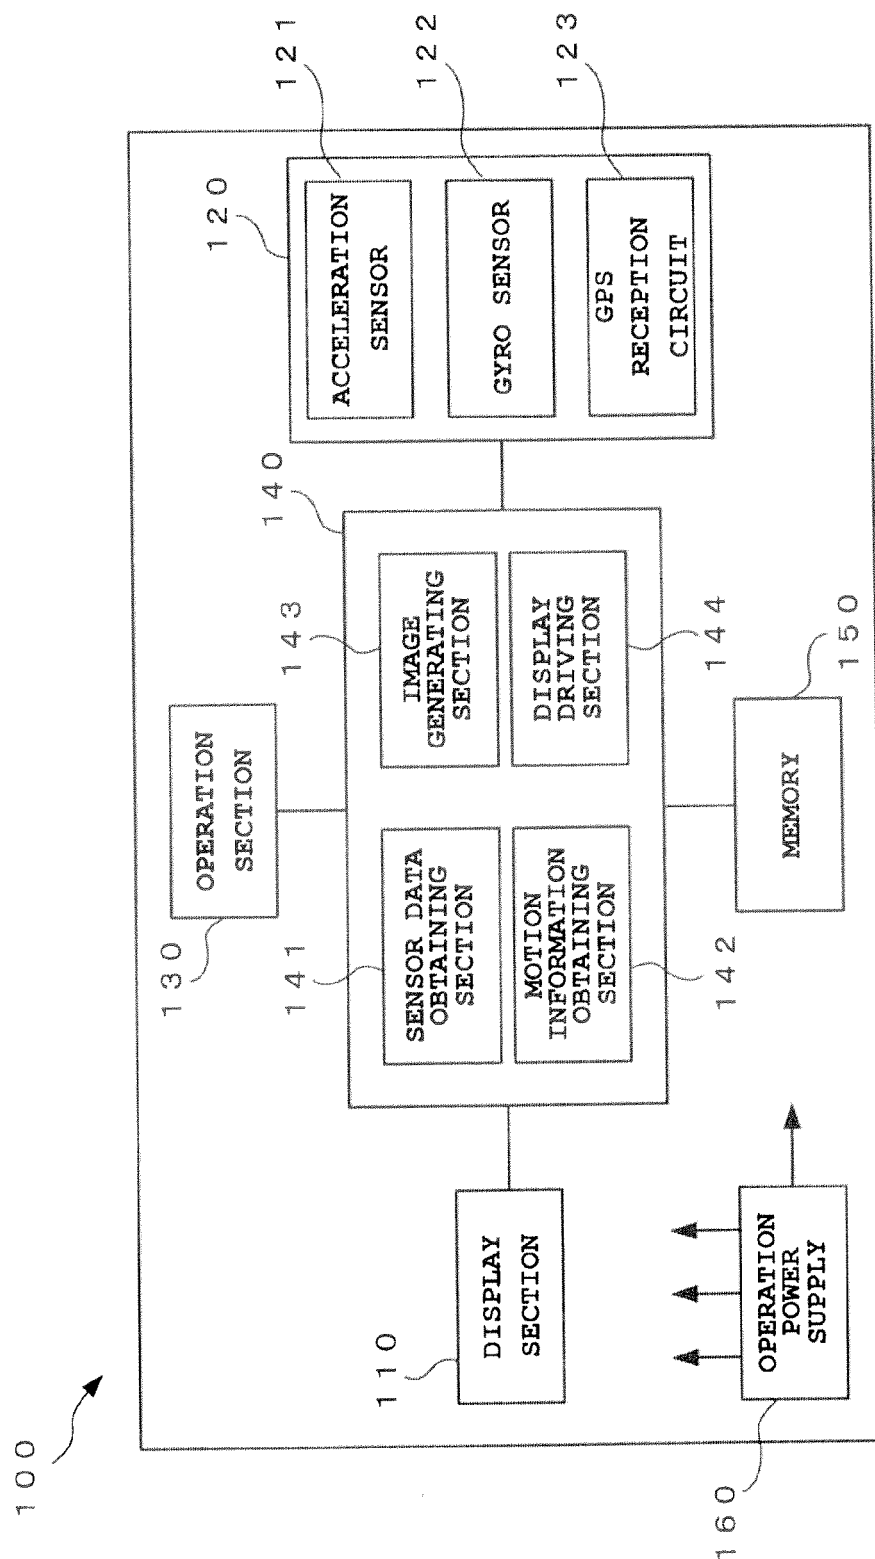 100
120
121
ACCELERATION
SENSOR
122
GYRO SENSOR
123
GPS
RECEPTION
CIRCUIT
130
OPERATION
SECTION
140
141
SENSOR DATA
OBTAINING
SECTION
143
IMAGE
GENERATING
SECTION
142
MOTION
INFORMATION
OBTAINING
SECTION
144
DISPLAY
DRIVING
SECTION
110
DISPLAY
SECTION
160
OPERATION
POWER
SUPPLY
150
MEMORY